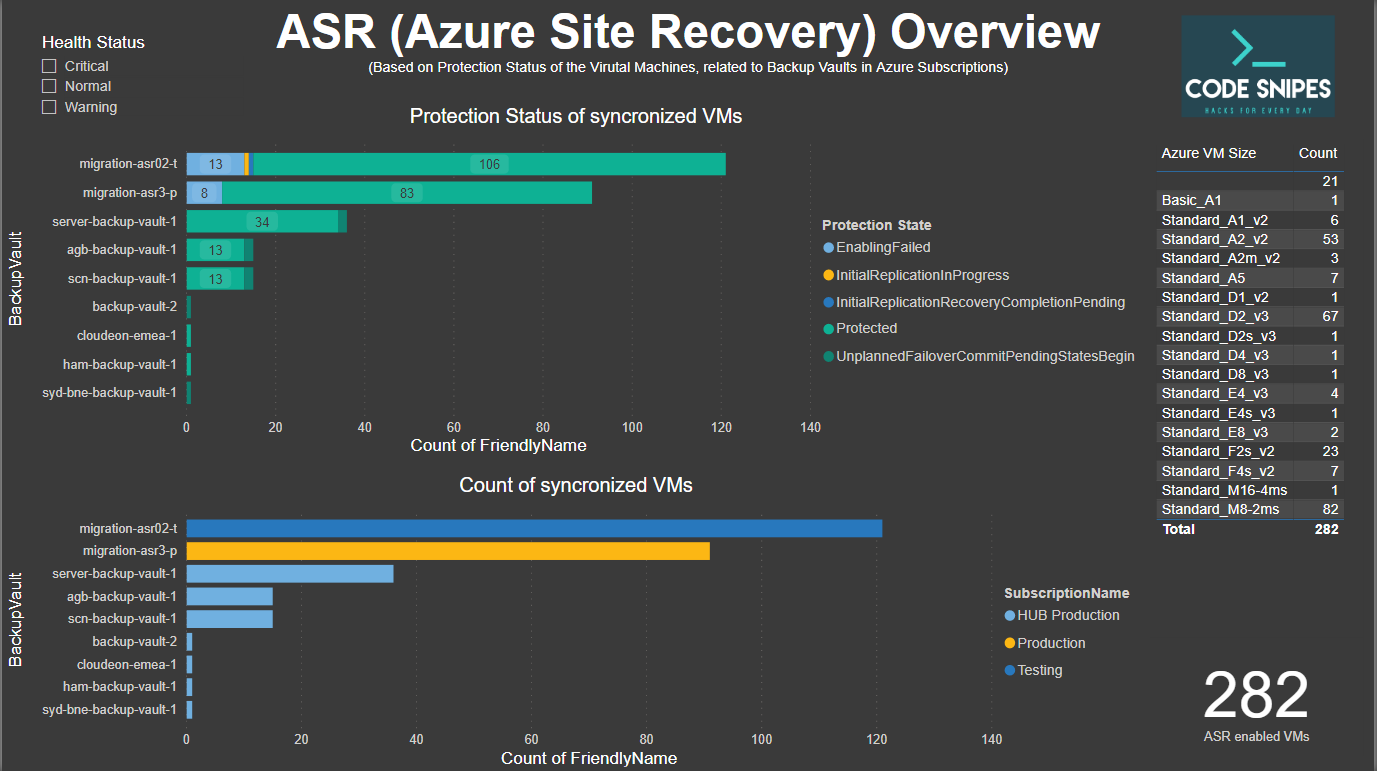 ASR (Azure Site Recovery) Overview
(Based on Protection Status of the Virutal Machines, related to Backup Vaults in Azure Subscriptions)
Health Status
Critical
Normal
Warning
CODE SNIPES
HACKS FOR EVERY DAY
Protection Status of syncronized VMs
BackupVault
migration-asr02-t 13 106
migration-asr3-p 8 83
server-backup-vault-1 34
agb-backup-vault-1 13
scn-backup-vault-1 13
backup-vault-2
cloudeon-emea-1
ham-backup-vault-1
syd-bne-backup-vault-1
0 20 40 60 80 100 120 140
Count of FriendlyName
Protection State
EnablingFailed
InitialReplicationInProgress
InitialReplicationRecoveryCompletionPending
Protected
UnplannedFailoverCommitPendingStatesBegin
Azure VM Size Count
21
Basic_A1 1
Standard_A1_v2 6
Standard_A2_v2 53
Standard_A2m_v2 3
Standard_A5 7
Standard_D1_v2 1
Standard_D2_v3 67
Standard_D2s_v3 1
Standard_D4_v3 1
Standard_D8_v3 1
Standard_E4_v3 4
Standard_E4s_v3 1
Standard_E8_v3 2
Standard_F2s_v2 23
Standard_F4s_v2 7
Standard_M16-4ms 1
Standard_M8-2ms 82
Total 282
Count of syncronized VMs
BackupVault
migration-asr02-t
migration-asr3-p
server-backup-vault-1
agb-backup-vault-1
scn-backup-vault-1
backup-vault-2
cloudeon-emea-1
ham-backup-vault-1
syd-bne-backup-vault-1
0 20 40 60 80 100 120 140
Count of FriendlyName
SubscriptionName
HUB Production
Production
Testing
282
ASR enabled VMs